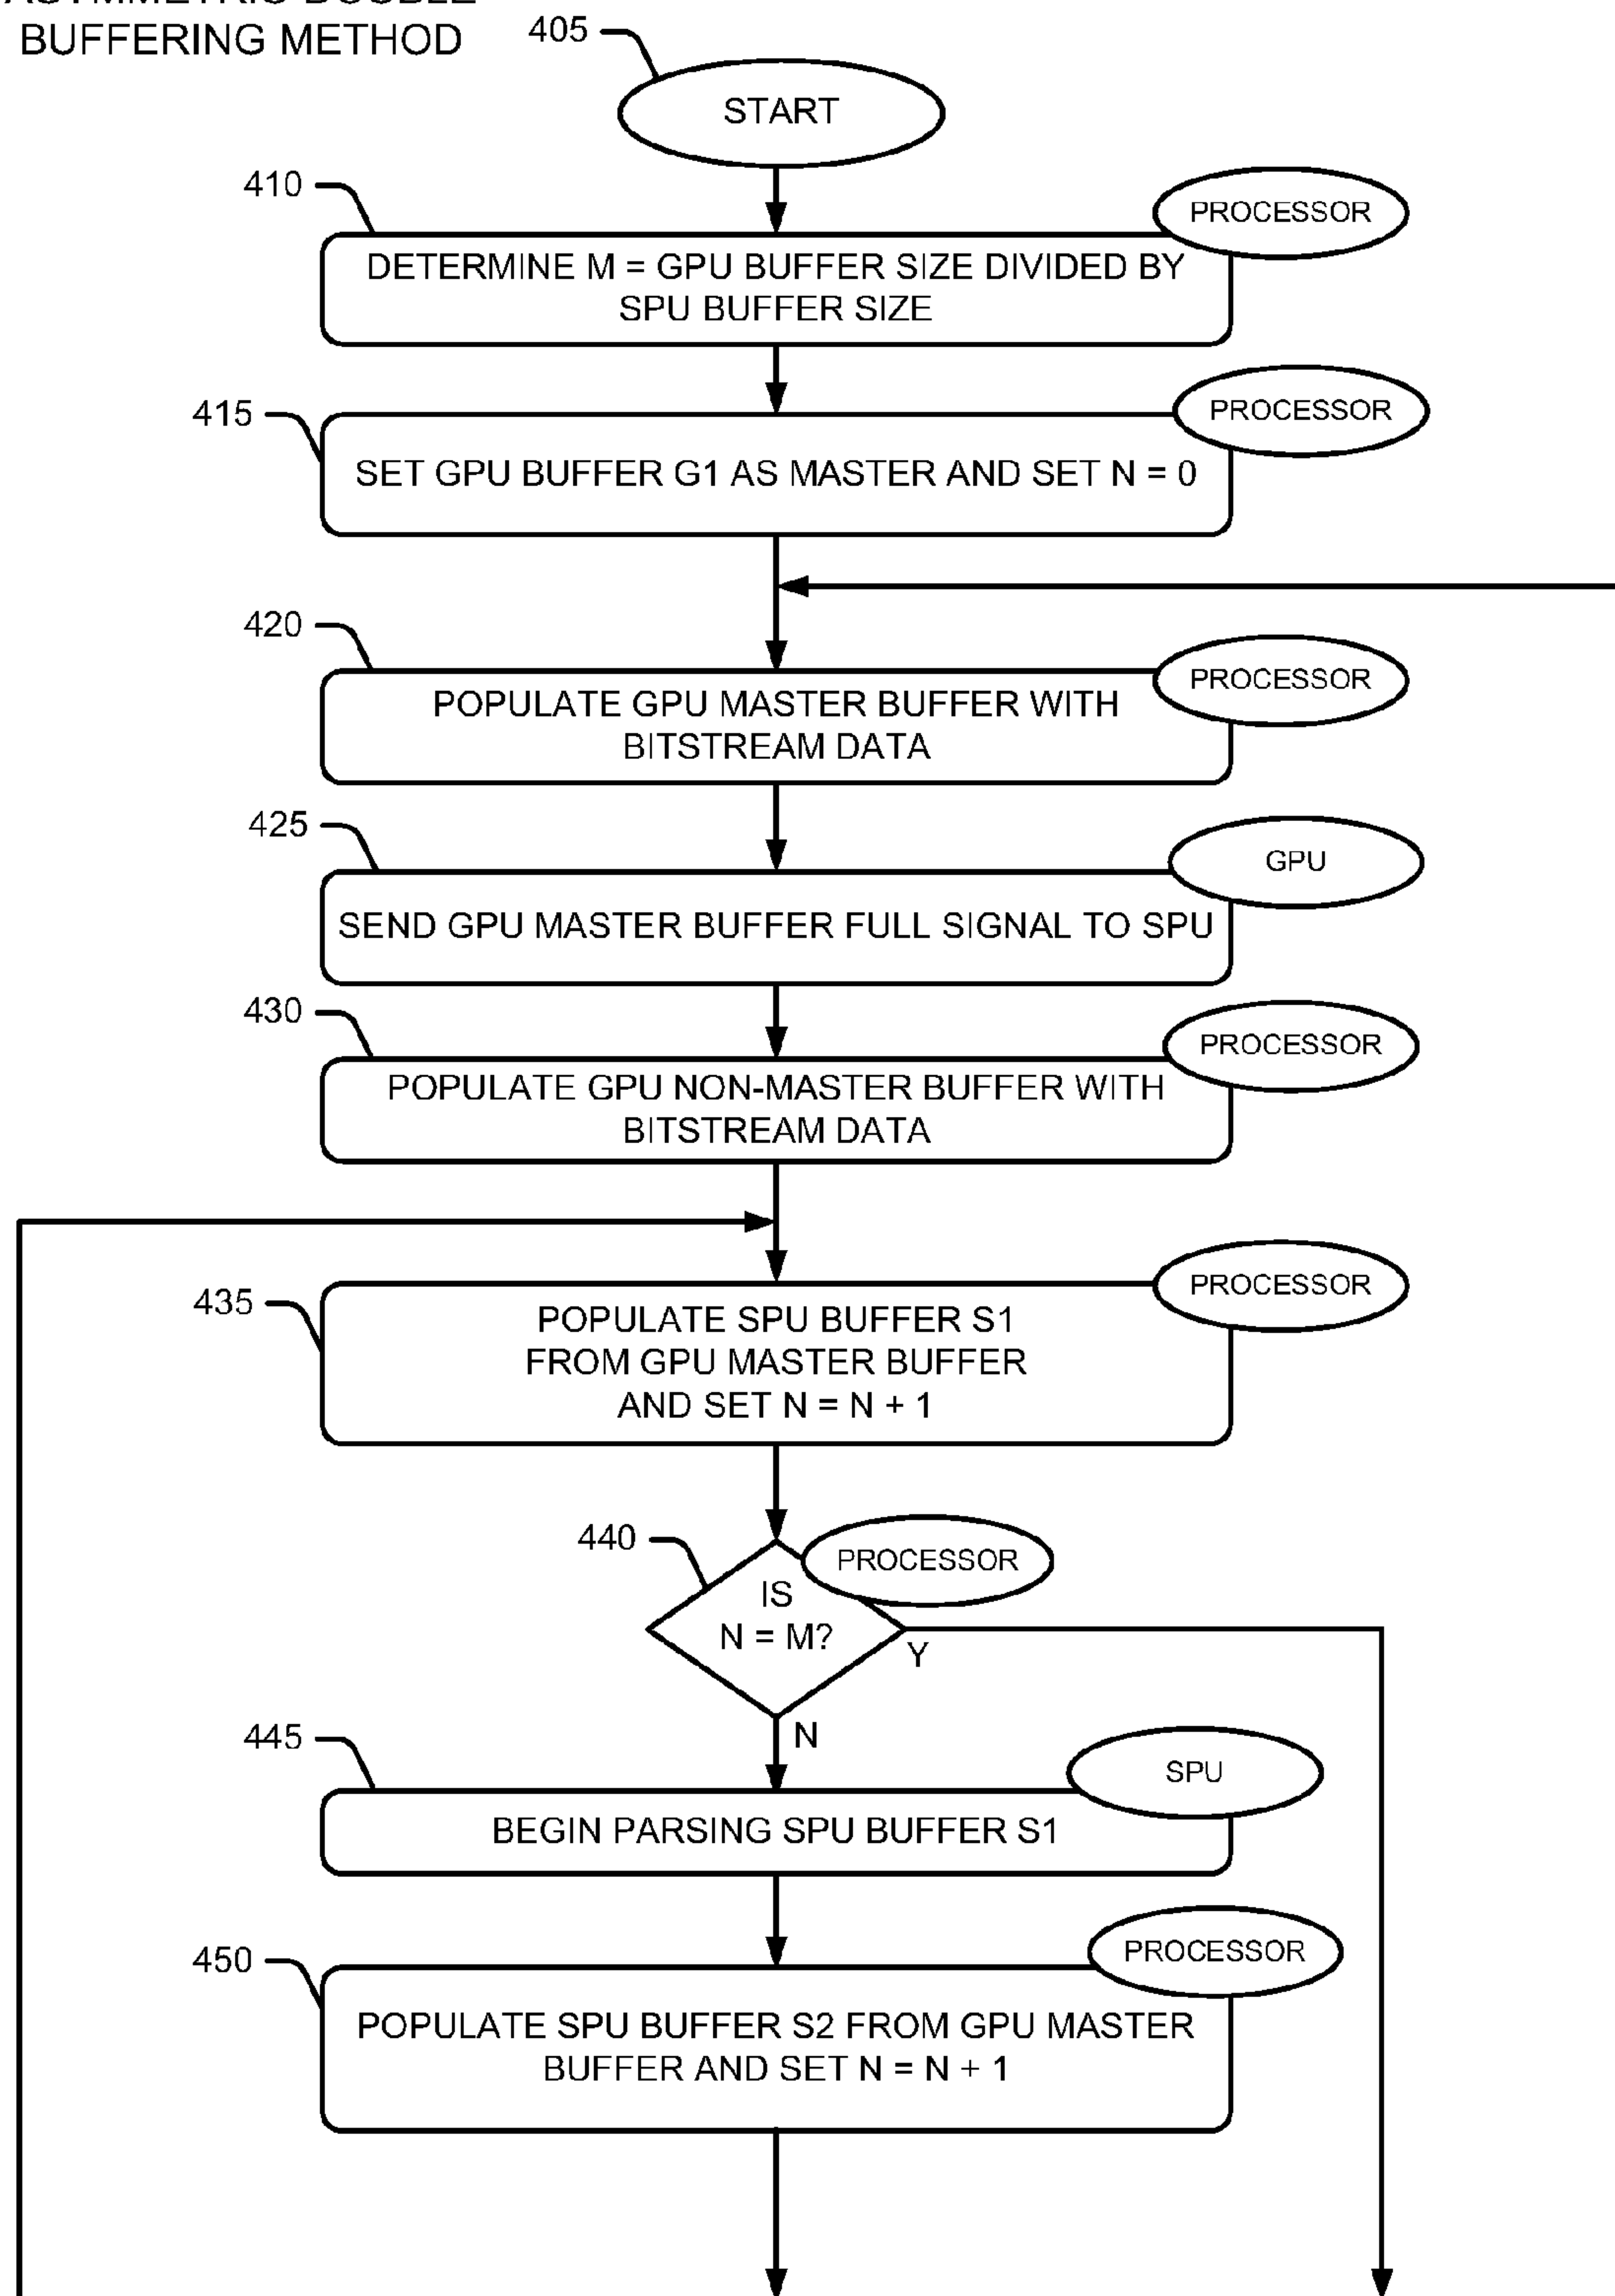 BUFFERING METHOD
405
START
410
PROCESSOR
DETERMINE M = GPU BUFFER SIZE DIVIDED BY
SPU BUFFER SIZE
415
PROCESSOR
SET GPU BUFFER G1 AS MASTER AND SET N = 0
420
PROCESSOR
POPULATE GPU MASTER BUFFER WITH
BITSTREAM DATA
425
GPU
SEND GPU MASTER BUFFER FULL SIGNAL TO SPU
430
PROCESSOR
POPULATE GPU NON-MASTER BUFFER WITH
BITSTREAM DATA
435
PROCESSOR
POPULATE SPU BUFFER S1
FROM GPU MASTER BUFFER
AND SET N = N + 1
440
PROCESSOR
IS
N = M?
Y
N
445
SPU
BEGIN PARSING SPU BUFFER S1
450
PROCESSOR
POPULATE SPU BUFFER S2 FROM GPU MASTER
BUFFER AND SET N = N + 1